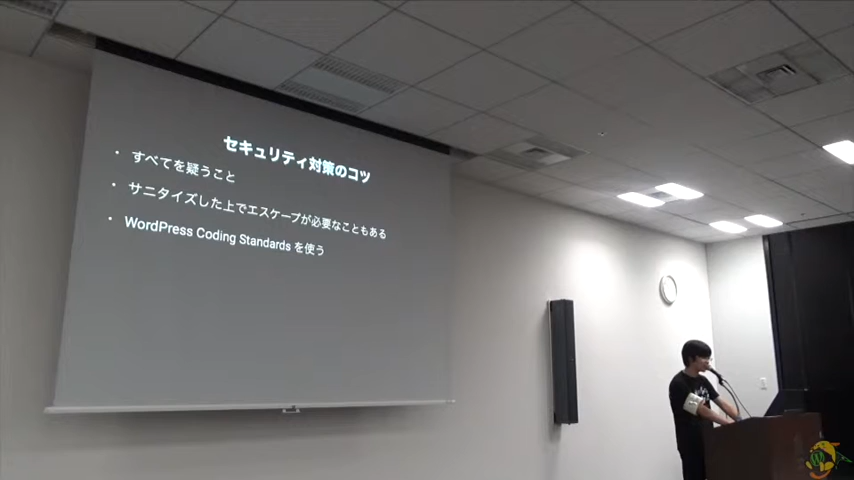 セキュリティ対策のコツ
・すべてを疑うこと
・サニタイズした上でエスケープが必要なこともある
・WordPress Coding Standards を使う